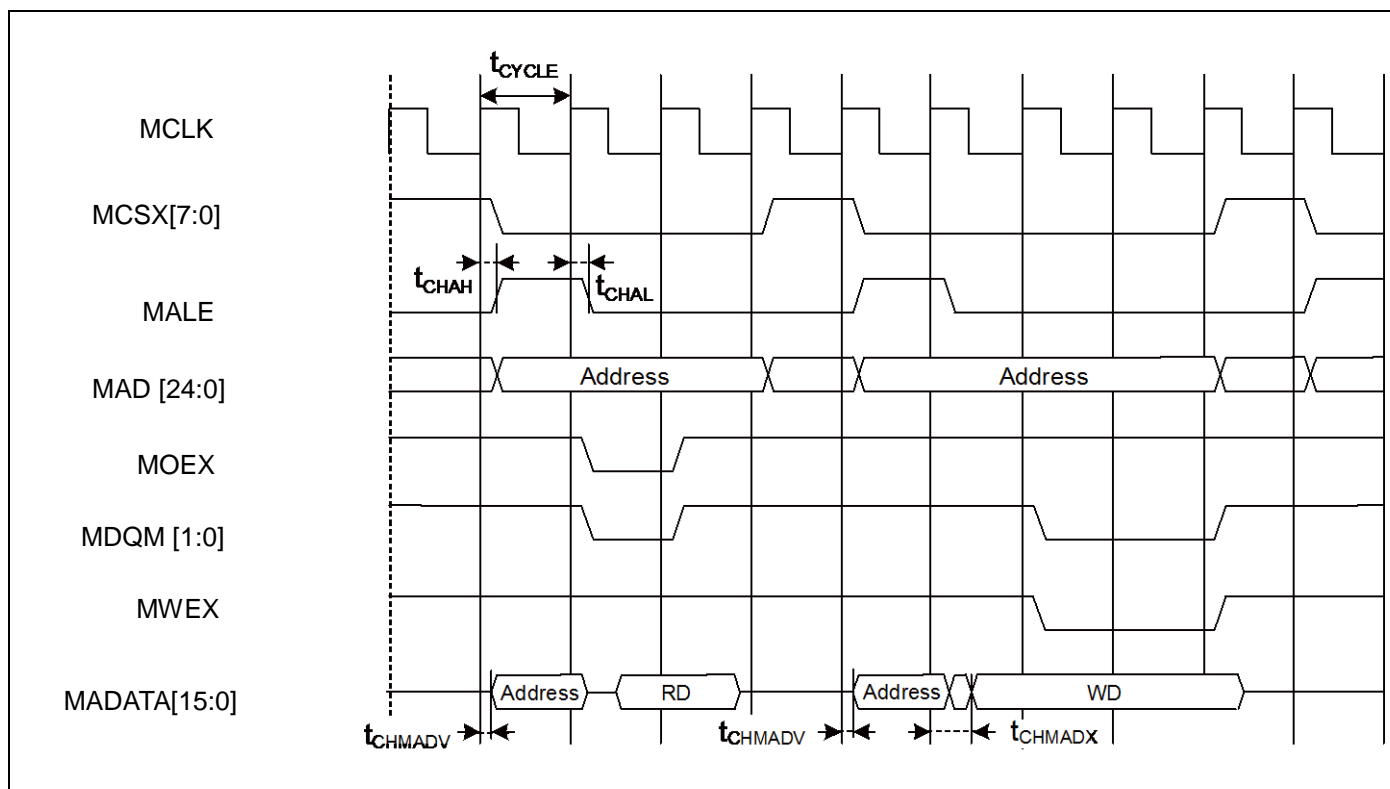 tCYCLE
MCLK
MCSX[7:0]
tCHAH
tCHAL
MALE
MAD [24:0]
Address
Address
MOEX
MDQM [1:0]
MWEX
MADATA[15:0]
Address
RD
Address
WD
tCHMADV
tCHMADV
tCHMADX